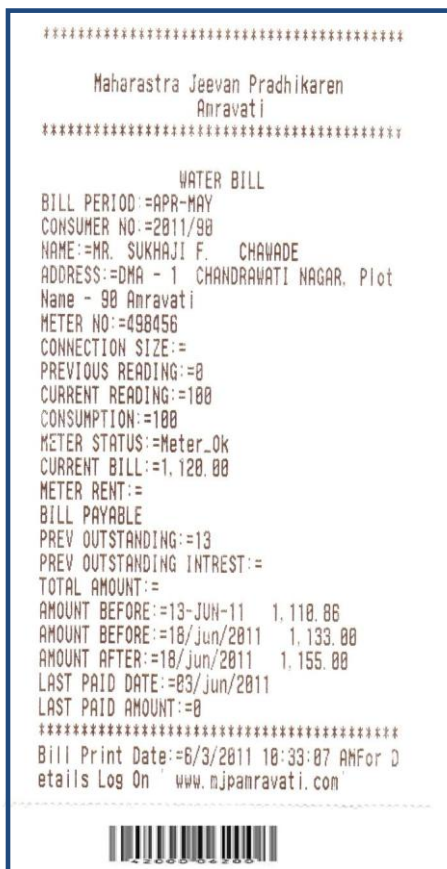 ******************************************
Maharastra Jeevan Pradhikaren
Amravati
******************************************
WATER BILL
BILL PERIOD:=APR-MAY
CONSUMER NO:=2011/90
NAME:=MR. SUKHAJI F. CHAWADE
ADDRESS:=DMA - 1 CHANDRAWATI NAGAR, Plot
Name - 90 Amravati
METER NO:=498456
CONNECTION SIZE:=
PREVIOUS READING:=0
CURRENT READING:=100
CONSUMPTION:=100
METER STATUS:=Meter_Ok
CURRENT BILL:=1,120.00
METER RENT:=
BILL PAYABLE
PREV OUTSTANDING:=13
PREV OUTSTANDING INTREST:=
TOTAL AMOUNT:=
AMOUNT BEFORE:=13-JUN-11 1,110.86
AMOUNT BEFORE:=18/jun/2011 1,133.00
AMOUNT AFTER:=18/jun/2011 1,155.00
LAST PAID DATE:=03/jun/2011
LAST PAID AMOUNT:=0
******************************************
Bill Print Date:=6/3/2011 10:33:07 AMFor D
etails Log On ' www.mjpamravati.com'